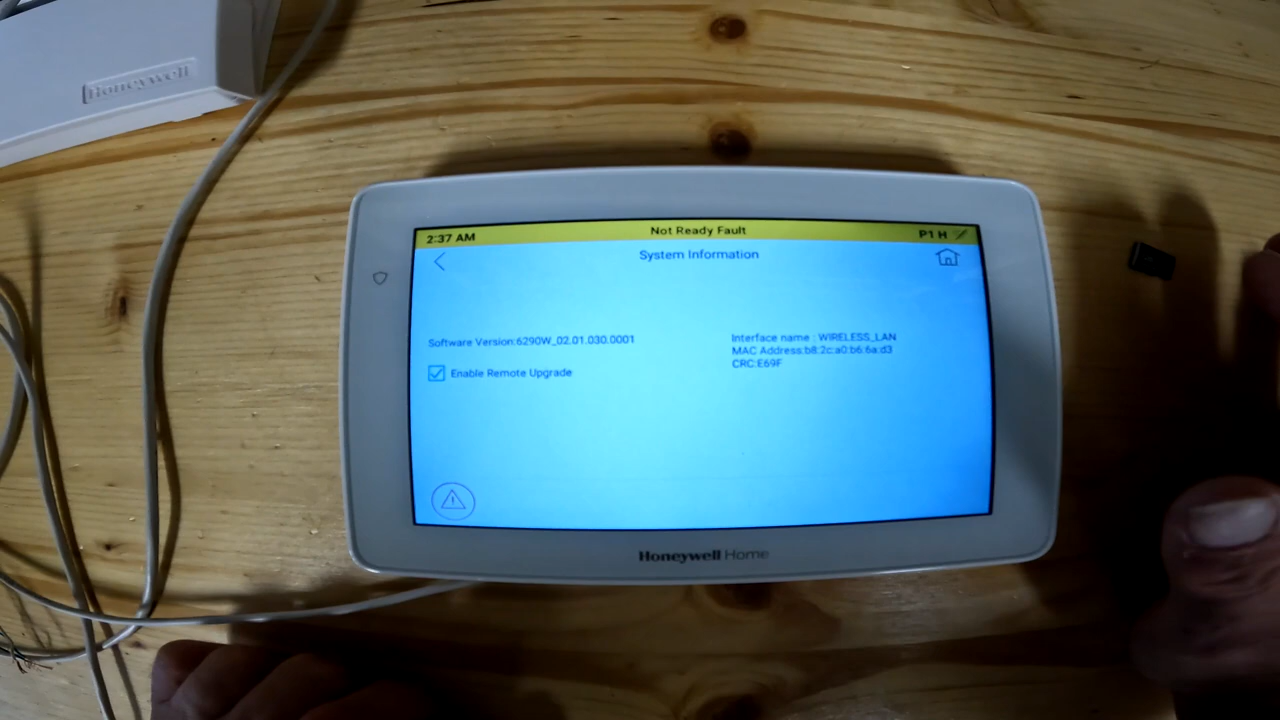 Honeywell
2:37 AM
Not Ready Fault
P1 H
System Information
Software Version:6290W_02.01.030.0001
Enable Remote Upgrade
Interface name : WIRELESS_LAN
MAC Address:b8:2c:a0:b6:6a:d3
CRC:E69F
Honeywell Home